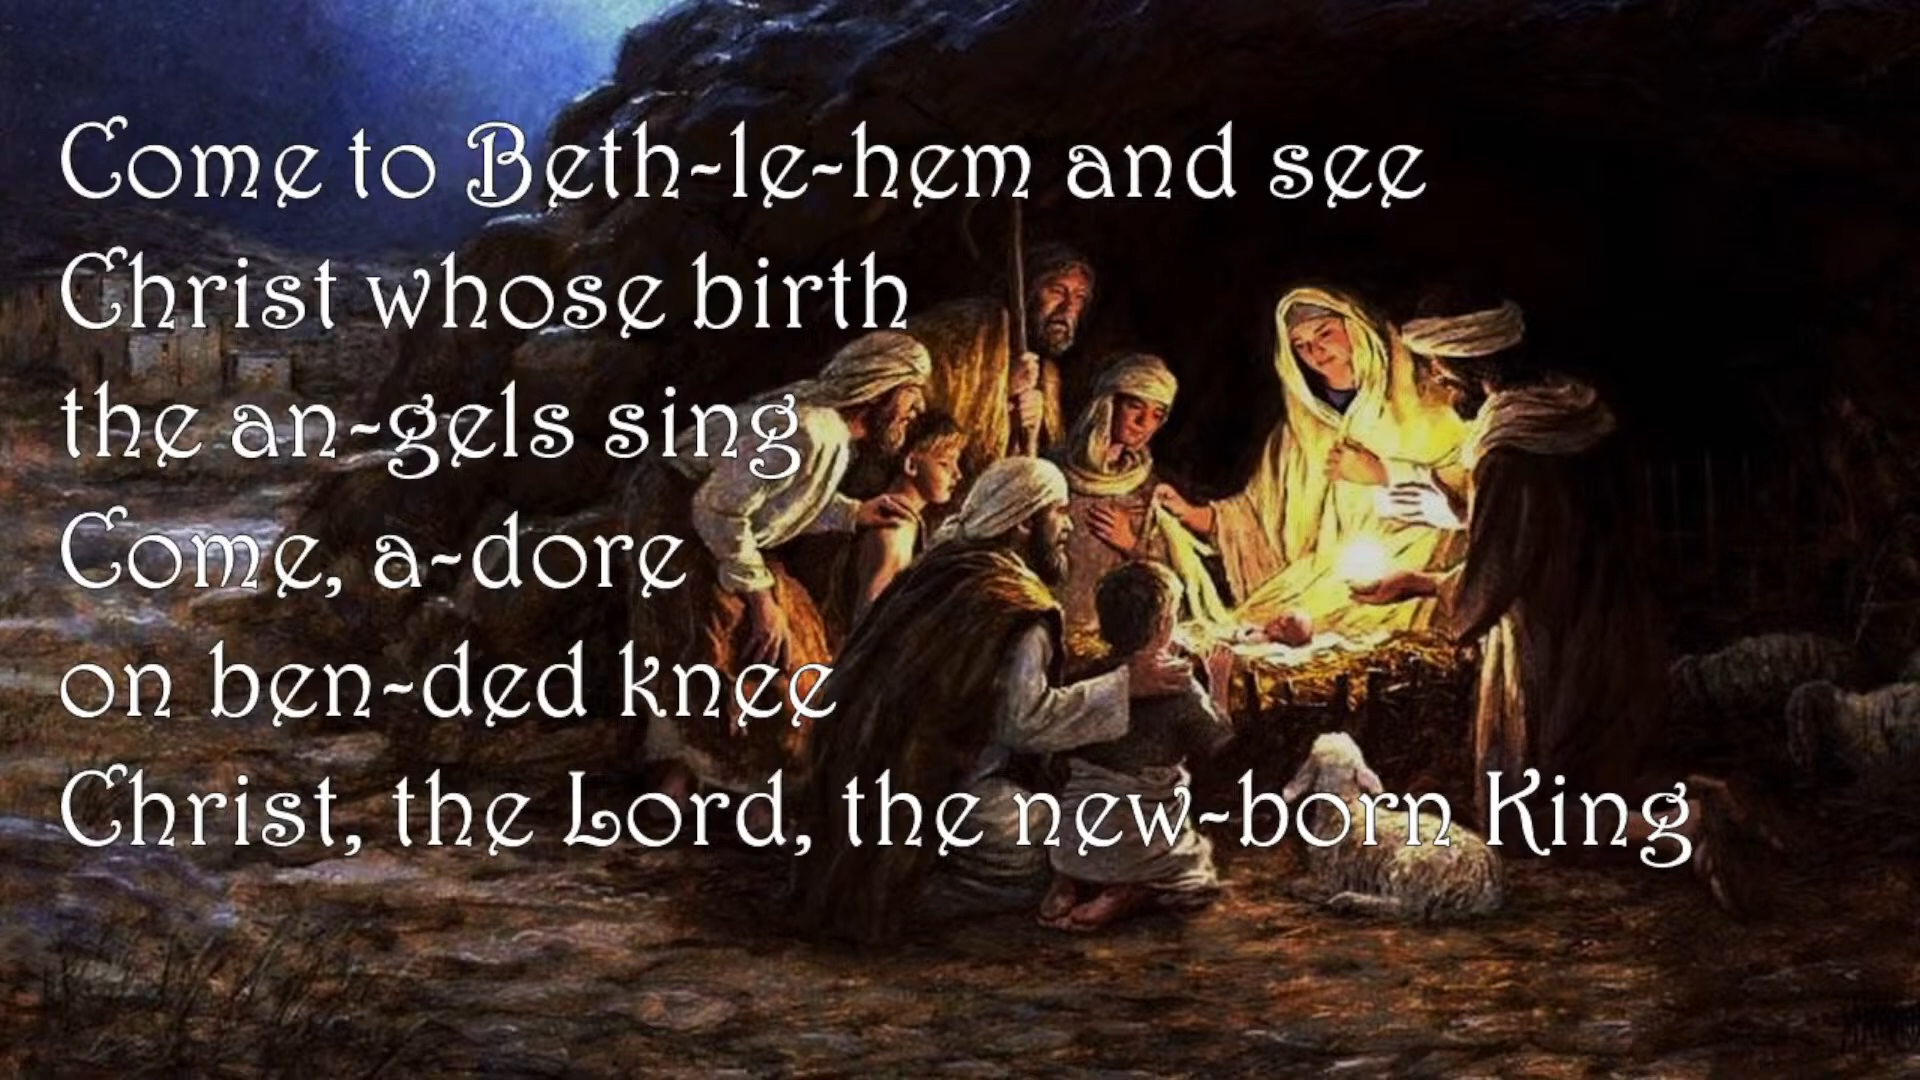 Come to Beth-le-hem and see
Christ whose birth
the an-gels sing
Come, a-dore
on ben-ded knee
Christ, the Lord, the new-born King